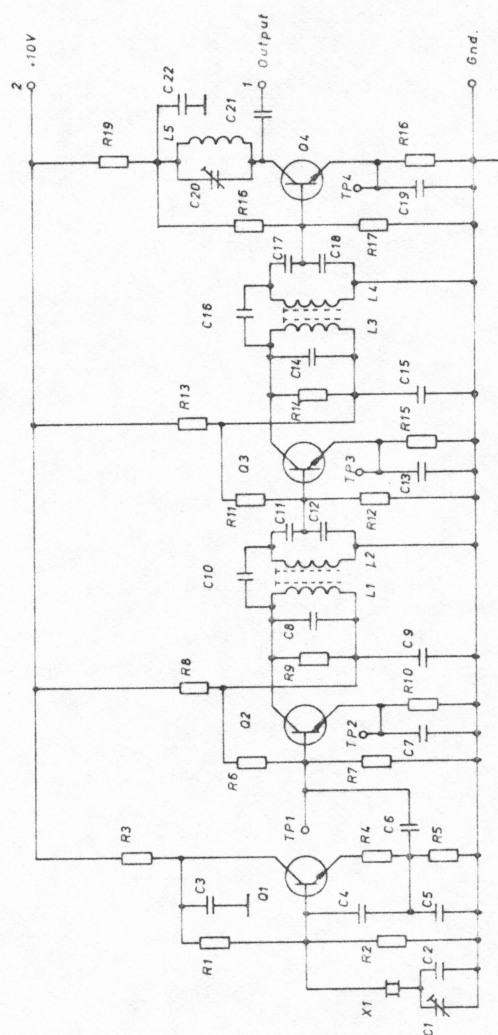 2
+10V
R19
C22
L5
C20
C21
1
Output
R16
Q4
C17
C18
R17
TP4
C19
R16
Gnd.
C16
L4
L3
C14
R14
C15
R13
Q3
R11
C11
C12
R12
TP3
C13
R15
C10
L2
L1
C8
R9
C9
R8
Q2
R6
R7
TP2
C7
R10
TP1
C6
R3
C3
Q1
R1
C4
R4
R2
C5
R5
X1
C2
C1